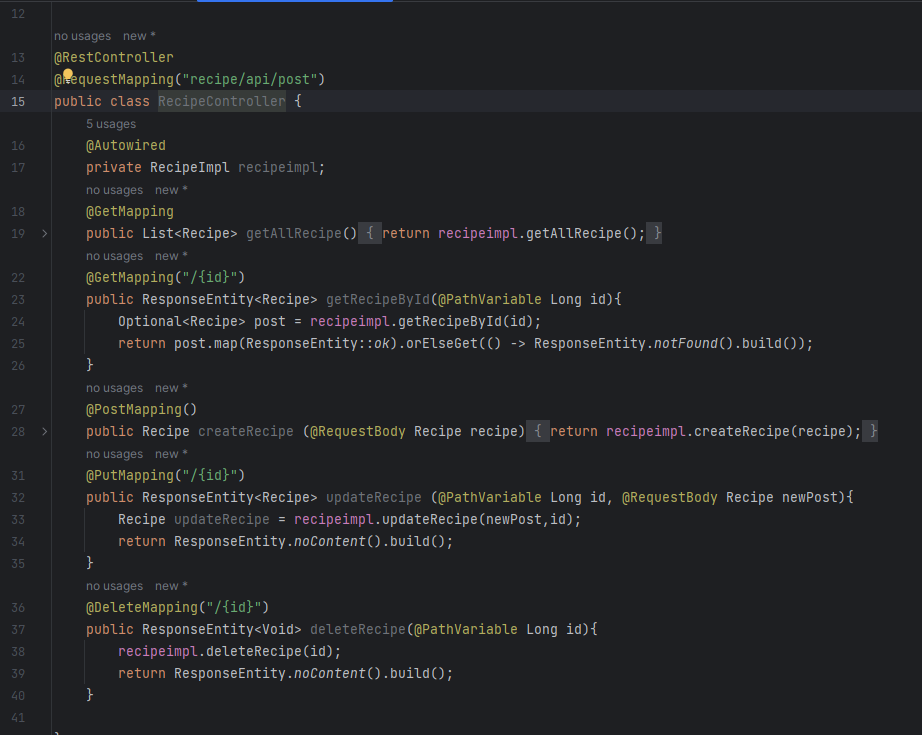 12
no usages new *
13 @RestController
14 @RequestMapping("recipe/api/post")
15 public class RecipeController {
5 usages
16 @Autowired
17 private RecipeImpl recipeimpl;
no usages new *
18 @GetMapping
19 > public List<Recipe> getAllRecipe() { return recipeimpl.getAllRecipe(); }
no usages new *
22 @GetMapping("/{id}")
23 public ResponseEntity<Recipe> getRecipeById(@PathVariable Long id){
24 Optional<Recipe> post = recipeimpl.getRecipeById(id);
25 return post.map(ResponseEntity::ok).orElseGet(() -> ResponseEntity.notFound().build());
26 }
no usages new *
27 @PostMapping()
28 > public Recipe createRecipe (@RequestBody Recipe recipe) { return recipeimpl.createRecipe(recipe); }
no usages new *
31 @PutMapping("/{id}")
32 public ResponseEntity<Recipe> updateRecipe (@PathVariable Long id, @RequestBody Recipe newPost){
33 Recipe updateRecipe = recipeimpl.updateRecipe(newPost,id);
34 return ResponseEntity.noContent().build();
35 }
no usages new *
36 @DeleteMapping("/{id}")
37 public ResponseEntity<Void> deleteRecipe(@PathVariable Long id){
38 recipeimpl.deleteRecipe(id);
39 return ResponseEntity.noContent().build();
40 }
41